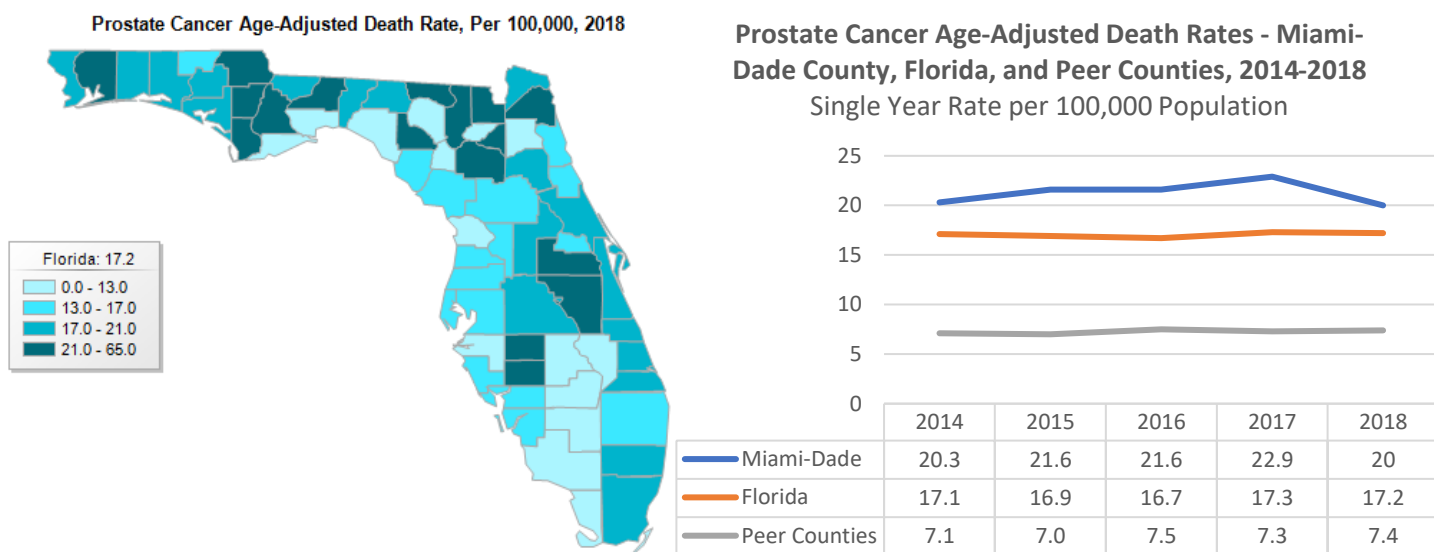 Prostate Cancer Age-Adjusted Death Rate, Per 100,000, 2018
Florida: 17.2
0.0 - 13.0
13.0 - 17.0
17.0 - 21.0
21.0 - 65.0
Prostate Cancer Age-Adjusted Death Rates - Miami-
Dade County, Florida, and Peer Counties, 2014-2018
Single Year Rate per 100,000 Population
25
20
15
10
5
0
2014 2015 2016 2017 2018
Miami-Dade 20.3 21.6 21.6 22.9 20
Florida 17.1 16.9 16.7 17.3 17.2
Peer Counties 7.1 7.0 7.5 7.3 7.4